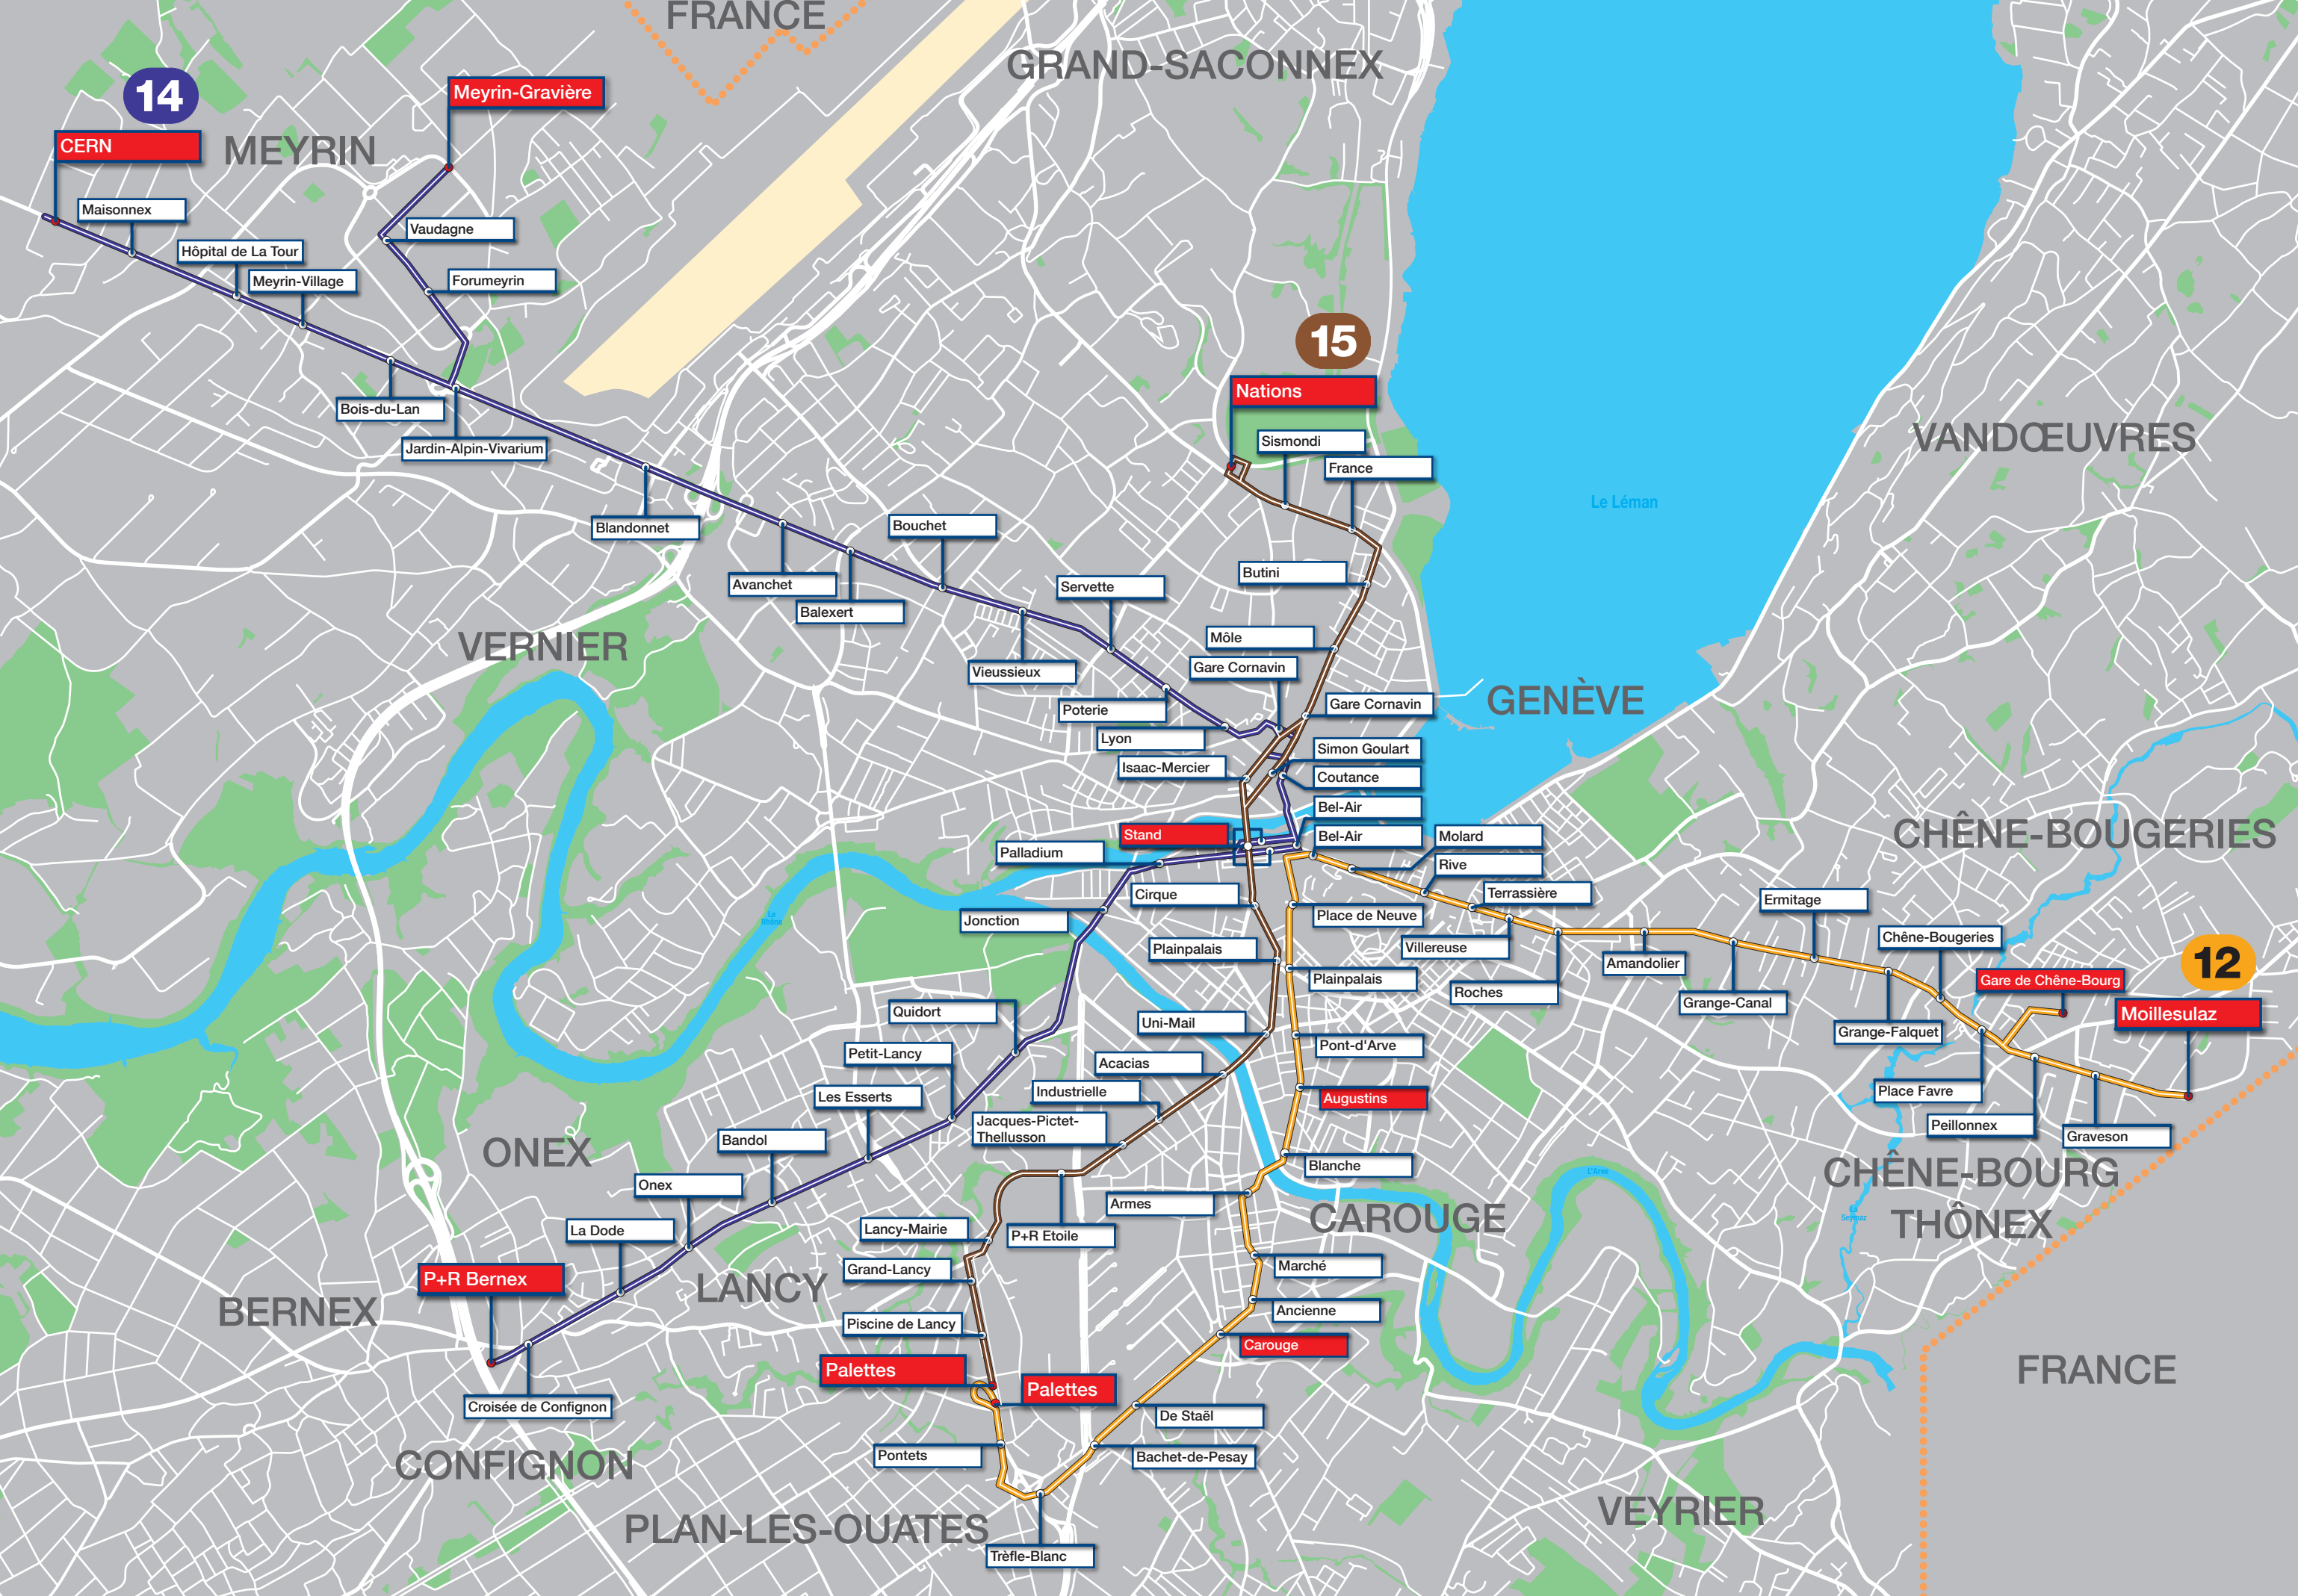 FRANCE
GRAND-SACONNEX
14
Meyrin-Gravière
CERN
MEYRIN
Maisonnex
Vaudagne
Hôpital de La Tour
Meyrin-Village
Forumeyrin
15
Nations
Bois-du-Lan
Jardin-Alpin-Vivarium
Sismondi
France
VANDŒUVRES
Le Léman
Blandonnet
Bouchet
Avanchet
Balexert
Servette
Butini
VERNIER
Môle
Gare Cornavin
Vieussieux
GENÈVE
Gare Cornavin
Poterie
Lyon
Simon Goulart
Isaac-Mercier
Coutance
Bel-Air
Stand
Bel-Air
Molard
CHÊNE-BOUGERIES
Palladium
Rive
Cirque
Terrassière
Ermitage
Le
Rhône
Jonction
Place de Neuve
Villereuse
Chêne-Bougeries
Plainpalais
Amandolier
12
Plainpalais
Gare de Chêne-Bourg
Roches
Grange-Canal
Quidort
Moillesulaz
Uni-Mail
Grange-Falquet
Petit-Lancy
Pont-d'Arve
Acacias
Les Esserts
Industrielle
Place Favre
Augustins
Jacques-Pictet-
Thellusson
Peillonnex
Graveson
Bandol
ONEX
Blanche
L'Arve
CHÊNE-BOURG
Onex
Armes
La
Seymaz
THÔNEX
CAROUGE
La Dode
Lancy-Mairie
P+R Etoile
Marché
Grand-Lancy
P+R Bernex
LANCY
BERNEX
Ancienne
Piscine de Lancy
Carouge
Palettes
Palettes
FRANCE
Croisée de Confignon
De Staël
Pontets
Bachet-de-Pesay
CONFIGNON
VEYRIER
PLAN-LES-OUATES
Trèfle-Blanc